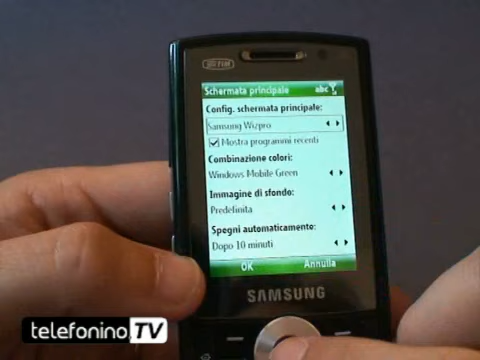 Schermata principale abc
Config. schermata principale:
Samsung Wizpro
Mostra programmi recenti
Combinazione colori:
Windows Mobile Green
Immagine di sfondo:
Predefinita
Spegni automaticamente:
Dopo 10 minuti
OK Annulla
SAMSUNG
telefonino TV